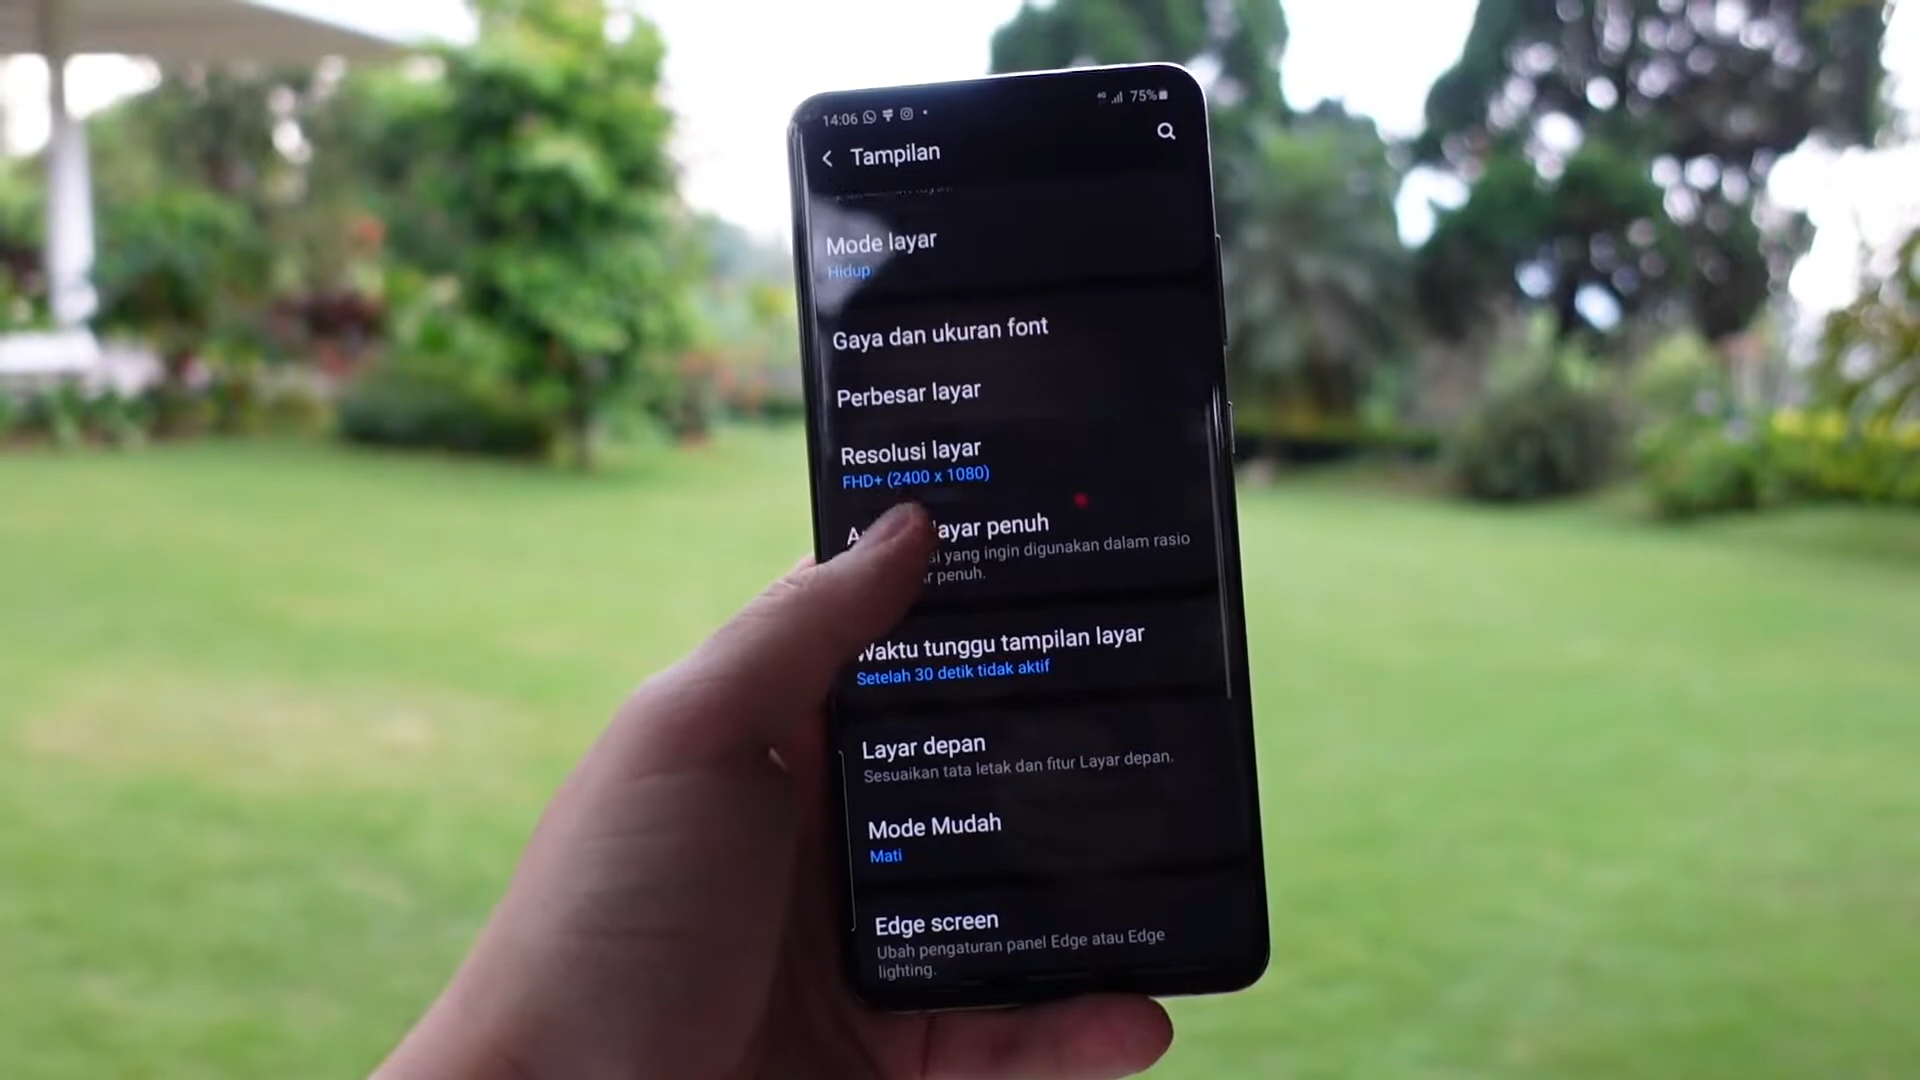 14:06
75%
Tampilan
Mode layar
Hidup
Gaya dan ukuran font
Perbesar layar
Resolusi layar
FHD+ (2400 x 1080)
layar penuh
yang ingin digunakan dalam rasio
penuh.
Waktu tunggu tampilan layar
Setelah 30 detik tidak aktif
Layar depan
Sesuaikan tata letak dan fitur Layar depan.
Mode Mudah
Mati
Edge screen
Ubah pengaturan panel Edge atau Edge
lighting.